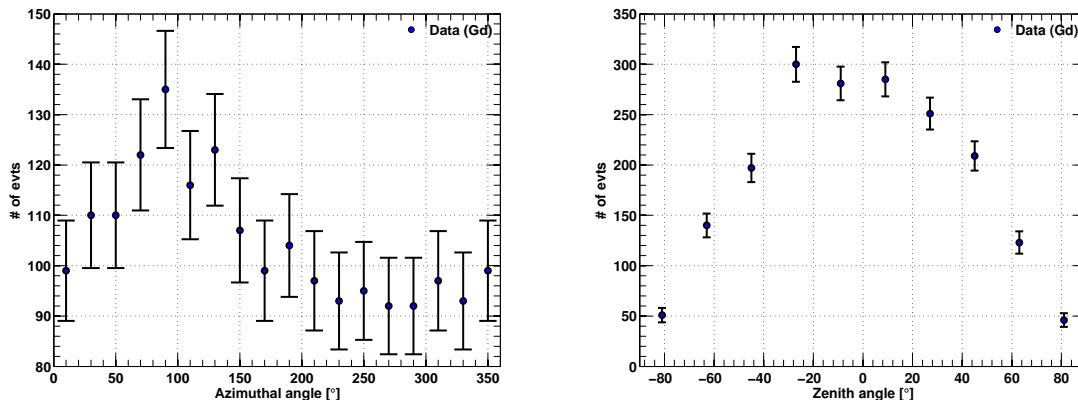 150
140
130
120
110
100
90
80
# of evts
Data (Gd)
0 50 100 150 200 250 300 350
Azimuthal angle [°]
350
300
250
200
150
100
50
0
# of evts
Data (Gd)
−80 −60 −40 −20 0 20 40 60 80
Zenith angle [°]